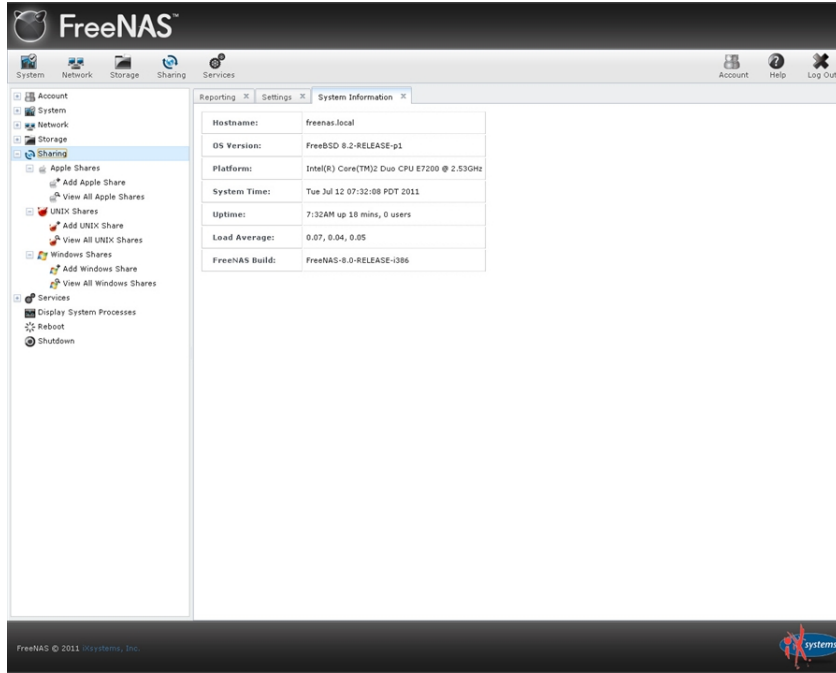 FreeNAS™
System Network Storage Sharing Services Account Help Log Out
Account
System
Network
Storage
Sharing
Apple Shares
Add Apple Share
View All Apple Shares
UNIX Shares
Add UNIX Share
View All UNIX Shares
Windows Shares
Add Windows Share
View All Windows Shares
Services
Display System Processes
Reboot
Shutdown
Reporting Settings System Information
Hostname: freenas.local
OS Version: FreeBSD 8.2-RELEASE-p1
Platform: Intel(R) Core(TM)2 Duo CPU E7200 @ 2.53GHz
System Time: Tue Jul 12 07:32:08 PDT 2011
Uptime: 7:32AM up 18 mins, 0 users
Load Average: 0.07, 0.04, 0.05
FreeNAS Build: FreeNAS-8.0-RELEASE-i386
FreeNAS © 2011 iXsystems, Inc.
iXsystems